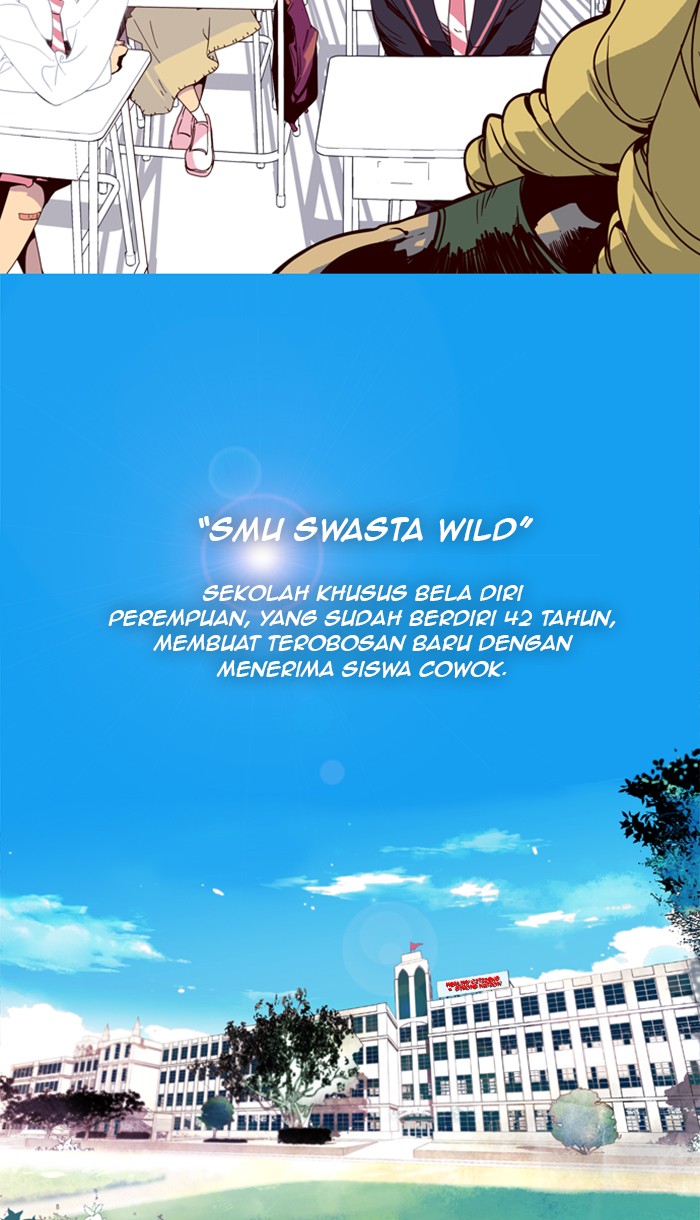 "SMU SWASTA WILD"
SEKOLAH KHUSUS BELA DIRI
PEREMPUAN, YANG SUDAH BERDIRI 42 TAHUN,
MEMBUAT TEROBOSAN BARU DENGAN
MENERIMA SISWA COWOK.